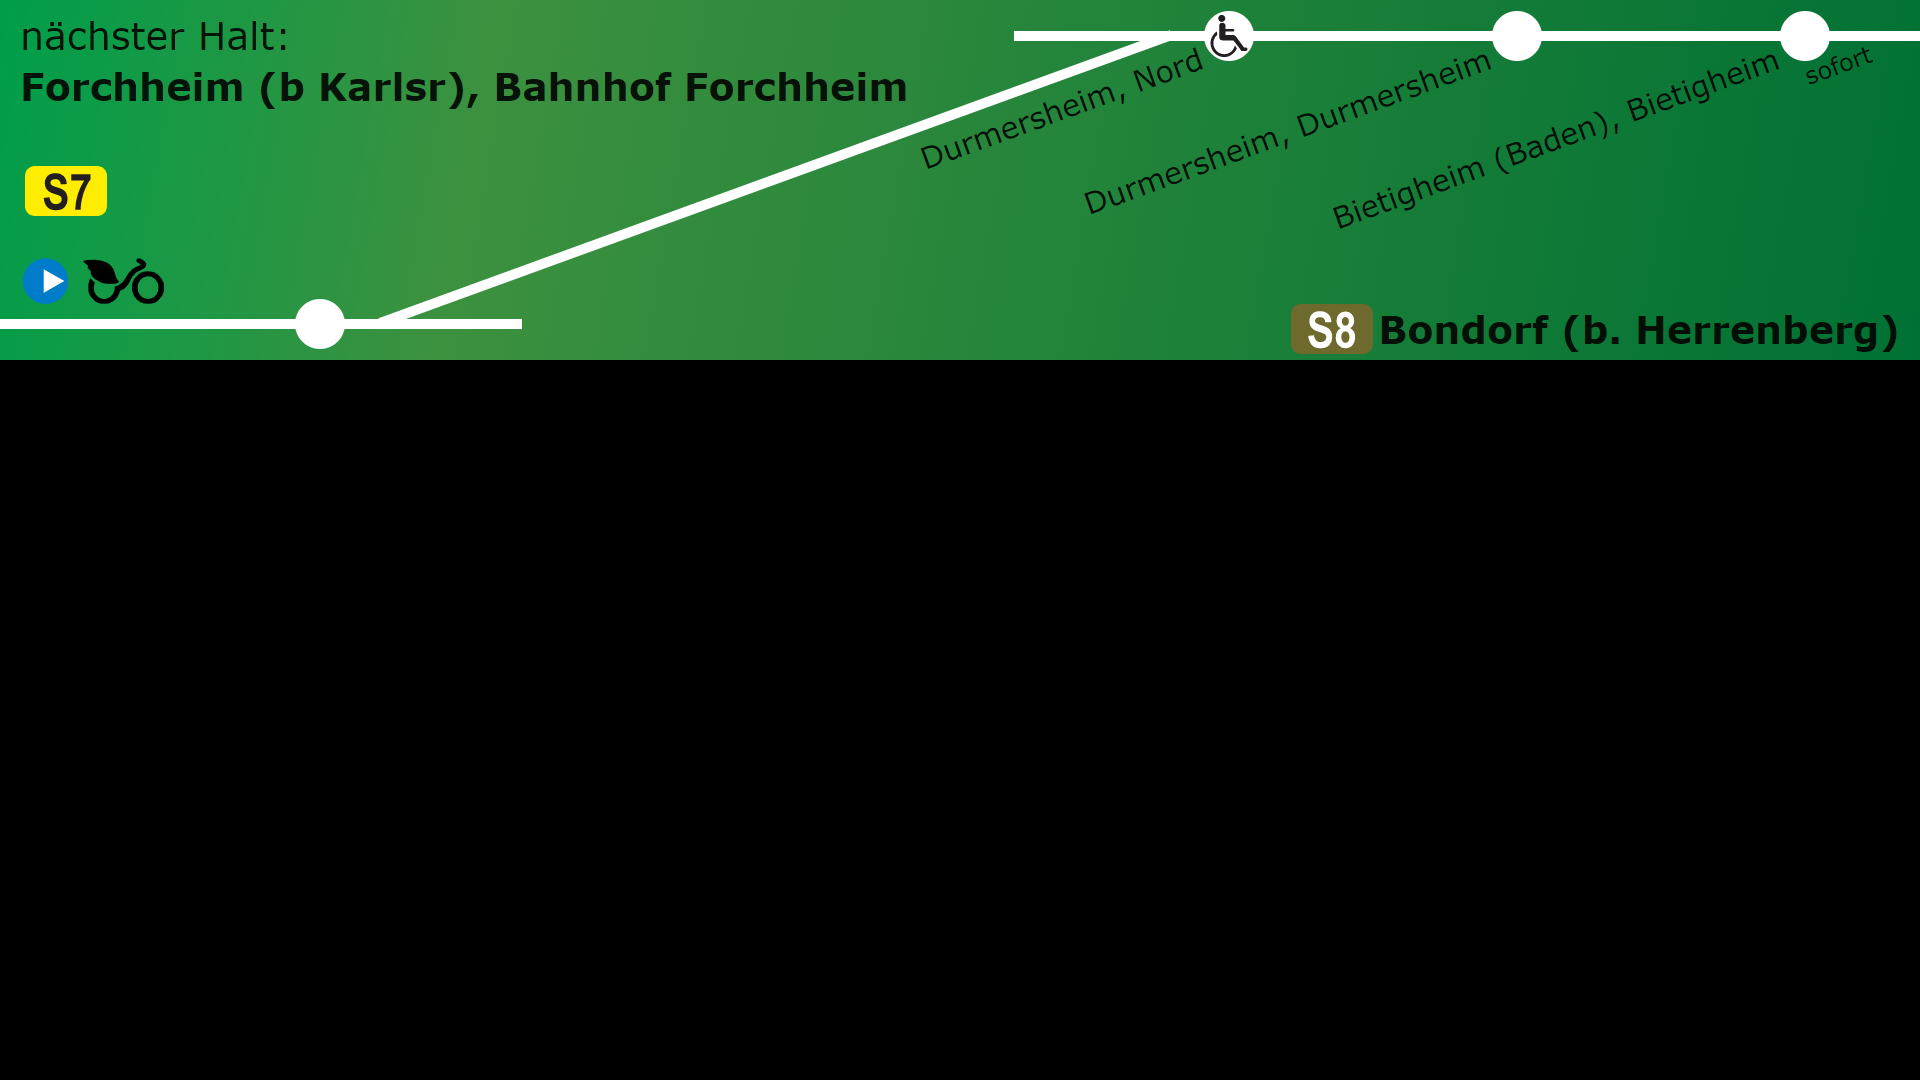 nächster Halt:
Forchheim (b Karlsr), Bahnhof Forchheim
S7
Durmersheim, Nord
Durmersheim, Durmersheim
Bietigheim (Baden), Bietigheim
sofort
S8 Bondorf (b. Herrenberg)